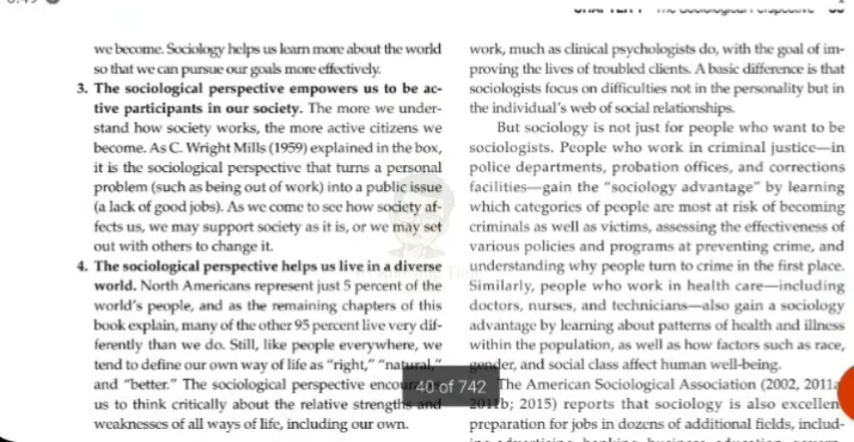 we become. Sociology helps us learn more about the world
so that we can pursue our goals more effectively.
3. The sociological perspective empowers us to be ac-
tive participants in our society. The more we under-
stand how society works, the more active citizens we
become. As C. Wright Mills (1959) explained in the box,
it is the sociological perspective that turns a personal
problem (such as being out of work) into a public issue
(a lack of good jobs). As we come to see how society af-
fects us, we may support society as it is, or we may set
out with others to change it.
4. The sociological perspective helps us live in a diverse
world. North Americans represent just 5 percent of the
world's people, and as the remaining chapters of this
book explain, many of the other 95 percent live very dif-
ferently than we do. Still, like people everywhere, we
tend to define our own way of life as "right," "natural,"
and "better." The sociological perspective
us to think critically about the relative strengths and
weaknesses of all ways of life, including our own.
work, much as clinical psychologists do, with the goal of im-
proving the lives of troubled clients. A basic difference is that
sociologists focus on difficulties not in the personality but in
the individual's web of social relationships.
But sociology is not just for people who want to be
sociologists. People who work in criminal justice—in
police departments, probation offices, and corrections
facilities—gain the "sociology advantage" by learning
which categories of people are most at risk of becoming
criminals as well as victims, assessing the effectiveness of
various policies and programs at preventing crime, and
understanding why people turn to crime in the first place.
Similarly, people who work in health care—including
doctors, nurses, and technicians—also gain a sociology
advantage by learning about patterns of health and illness
within the population, as well as how factors such as race,
gender, and social class affect human well-being.
The American Sociological Association (2002, 2011a,
2011b; 2015) reports that sociology is also excellent
preparation for jobs in dozens of additional fields, includ-
40 of 742